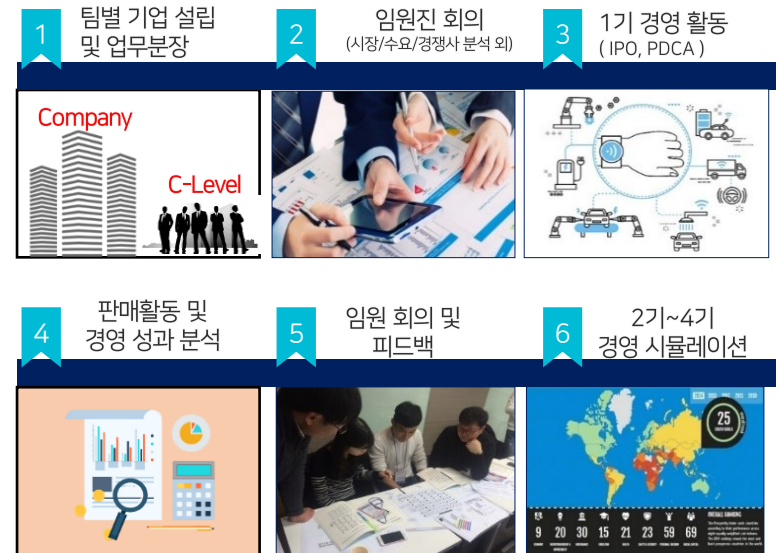 1
팀별 기업 설립
및 업무분장
2
임원진 회의
(시장/수요/경쟁사 분석 외)
3
1기 경영 활동
( IPO, PDCA )
Company
C-Level
4
판매활동 및
경영 성과 분석
5
임원 회의 및
피드백
6
2기~4기
경영 시뮬레이션
25
9 20 30 15 21 23 59 69
OVERALL RANKING